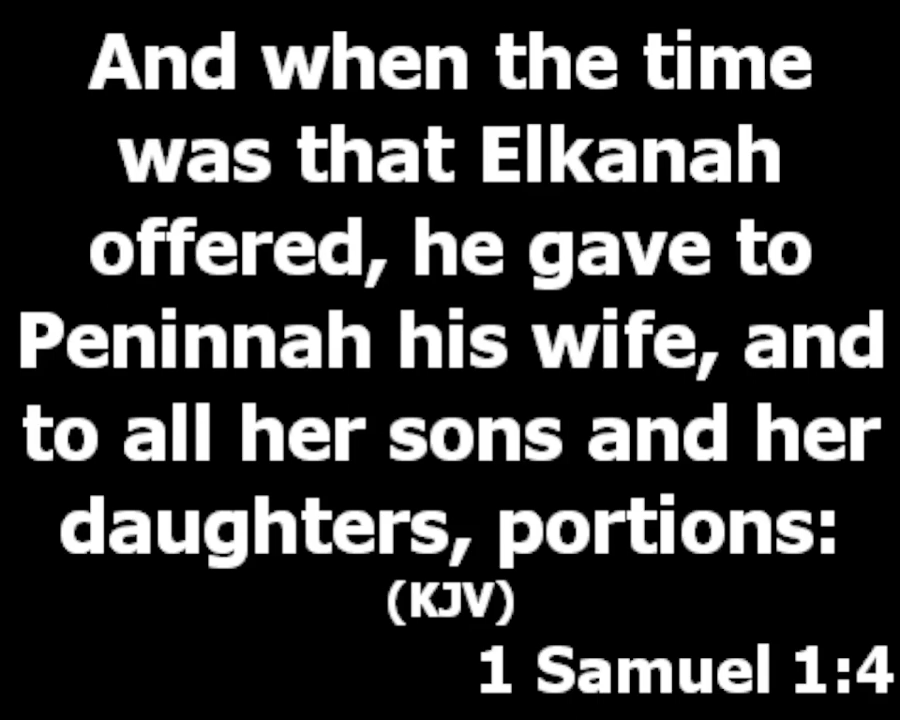 And when the time
was that Elkanah
offered, he gave to
Peninnah his wife, and
to all her sons and her
daughters, portions:
(KJV)
1 Samuel 1:4